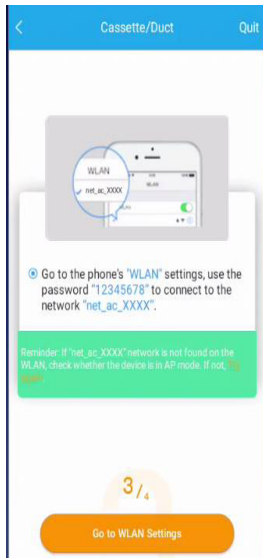 Cassette/Duct Quit
WLAN
net_ac_XXXX
WLAN
WLAN
Go to the phone's "WLAN" settings, use the
password "12345678" to connect to the
network "net_ac_XXXX".
Reminder: If "net_ac_XXXX" network is not found on the
WLAN, check whether the device is in AP mode. If not,
3/4
Go to WLAN Settings